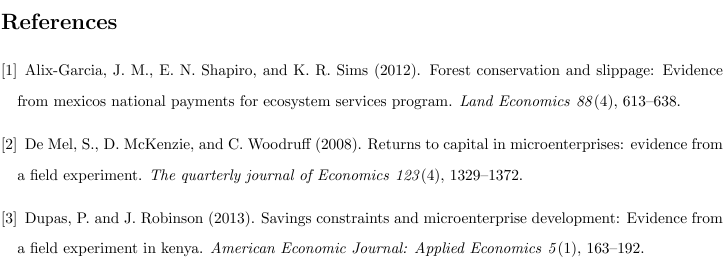 References
[1] Alix-Garcia, J. M., E. N. Shapiro, and K. R. Sims (2012). Forest conservation and slippage: Evidence
from mexicos national payments for ecosystem services program. Land Economics 88(4), 613–638.
[2] De Mel, S., D. McKenzie, and C. Woodruff (2008). Returns to capital in microenterprises: evidence from
a field experiment. The quarterly journal of Economics 123(4), 1329–1372.
[3] Dupas, P. and J. Robinson (2013). Savings constraints and microenterprise development: Evidence from
a field experiment in kenya. American Economic Journal: Applied Economics 5(1), 163–192.